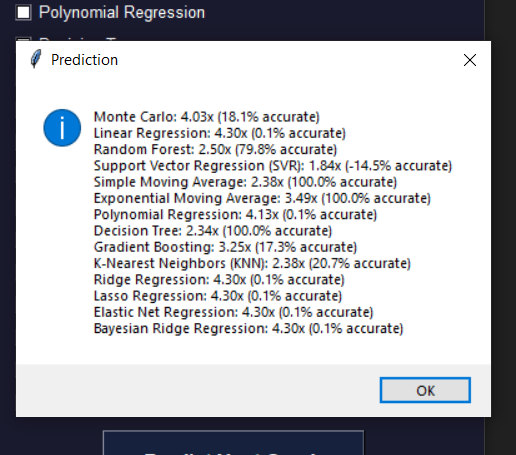 Polynomial Regression
Prediction
Monte Carlo: 4.03x (18.1% accurate)
Linear Regression: 4.30x (0.1% accurate)
Random Forest: 2.50x (79.8% accurate)
Support Vector Regression (SVR): 1.84x (-14.5% accurate)
Simple Moving Average: 2.38x (100.0% accurate)
Exponential Moving Average: 3.49x (100.0% accurate)
Polynomial Regression: 4.13x (0.1% accurate)
Decision Tree: 2.34x (100.0% accurate)
Gradient Boosting: 3.25x (17.3% accurate)
K-Nearest Neighbors (KNN): 2.38x (20.7% accurate)
Ridge Regression: 4.30x (0.1% accurate)
Lasso Regression: 4.30x (0.1% accurate)
Elastic Net Regression: 4.30x (0.1% accurate)
Bayesian Ridge Regression: 4.30x (0.1% accurate)
OK